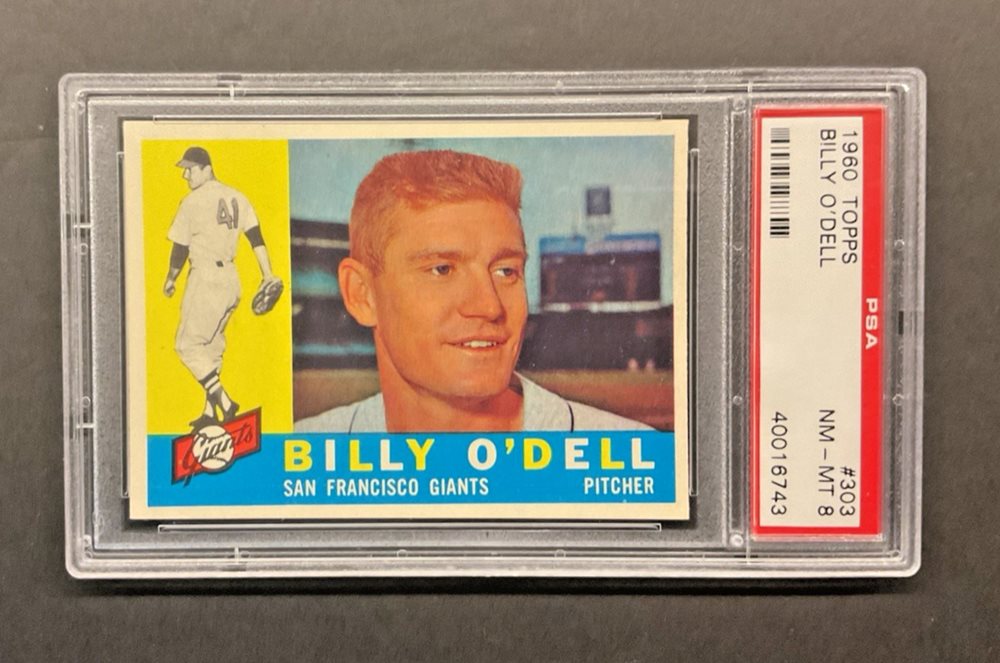 41
Giants
BILLY O'DELL
SAN FRANCISCO GIANTS PITCHER
1960 TOPPS #303
BILLY O'DELL NM - MT 8
40016743
PSA